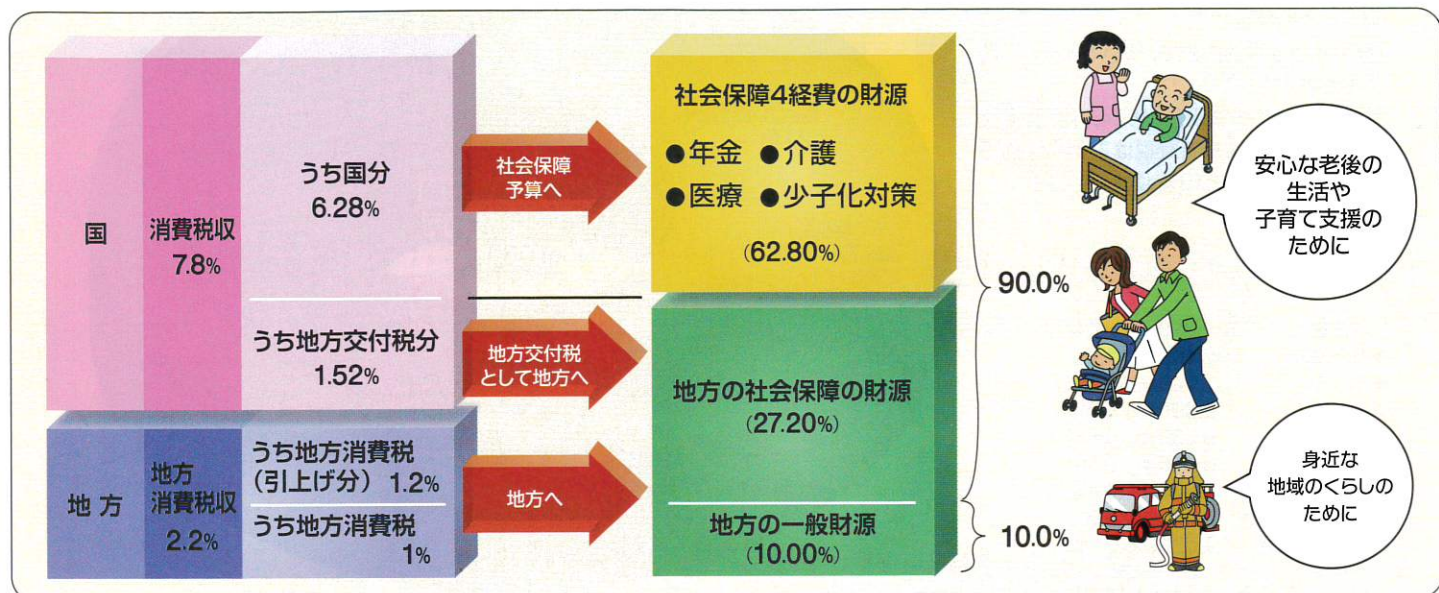 国
消費税収
7.8%
うち国分
6.28%
うち地方交付税分
1.52%
地方
地方
消費税収
2.2%
うち地方消費税
(引上げ分) 1.2%
うち地方消費税
1%
社会保障
予算へ
地方交付税
として地方へ
地方へ
社会保障4経費の財源
●年金 ●介護
●医療 ●少子化対策
(62.80%)
地方の社会保障の財源
(27.20%)
地方の一般財源
(10.00%)
90.0%
10.0%
安心な老後の
生活や
子育て支援の
ために
身近な
地域のくらしの
ために